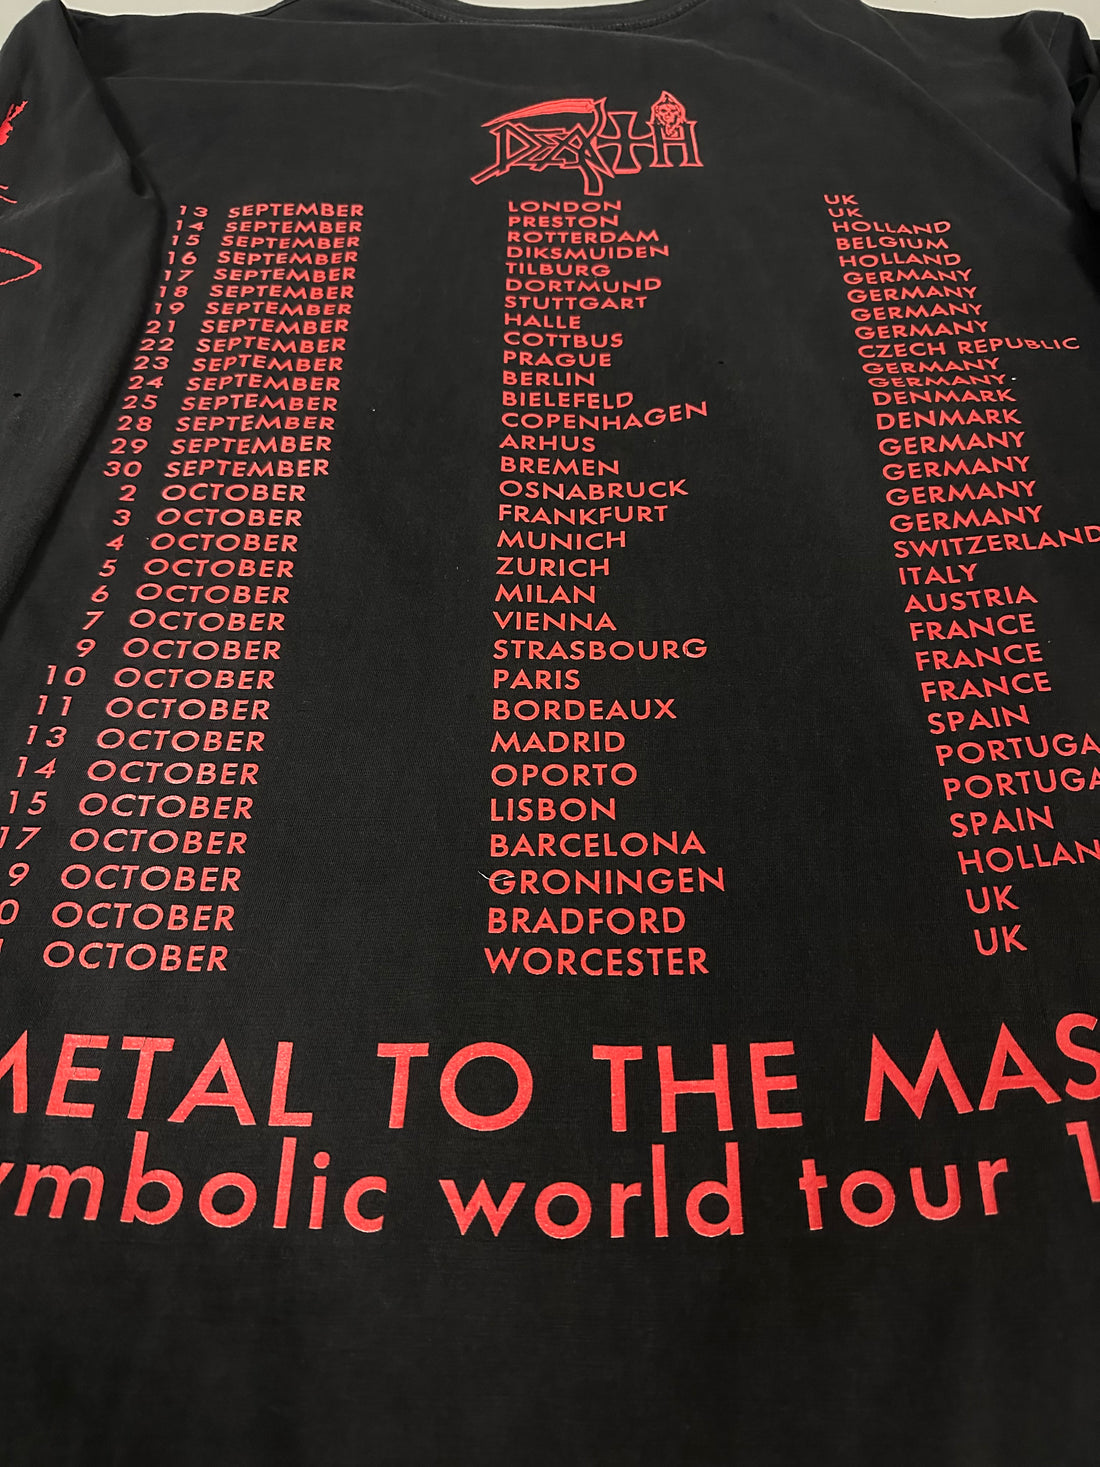 DEATH
13 SEPTEMBER LONDON UK
14 SEPTEMBER PRESTON UK
15 SEPTEMBER ROTTERDAM HOLLAND
16 SEPTEMBER DIKSMUIDEN BELGIUM
17 SEPTEMBER TILBURG HOLLAND
18 SEPTEMBER DORTMUND GERMANY
19 SEPTEMBER STUTTGART GERMANY
21 SEPTEMBER HALLE GERMANY
22 SEPTEMBER COTTBUS GERMANY
23 SEPTEMBER PRAGUE CZECH REPUBLIC
24 SEPTEMBER BERLIN GERMANY
25 SEPTEMBER BIELEFELD GERMANY
28 SEPTEMBER COPENHAGEN DENMARK
29 SEPTEMBER ARHUS DENMARK
30 SEPTEMBER BREMEN GERMANY
2 OCTOBER OSNABRUCK GERMANY
3 OCTOBER FRANKFURT GERMANY
4 OCTOBER MUNICH GERMANY
5 OCTOBER ZURICH SWITZERLAND
6 OCTOBER MILAN ITALY
7 OCTOBER VIENNA AUSTRIA
9 OCTOBER STRASBOURG FRANCE
10 OCTOBER PARIS FRANCE
11 OCTOBER BORDEAUX FRANCE
13 OCTOBER MADRID SPAIN
14 OCTOBER OPORTO PORTUGA
15 OCTOBER LISBON PORTUGA
17 OCTOBER BARCELONA SPAIN
9 OCTOBER GRONINGEN HOLLAN
0 OCTOBER BRADFORD UK
OCTOBER WORCESTER UK
METAL TO THE MAS
ymbolic world tour 1